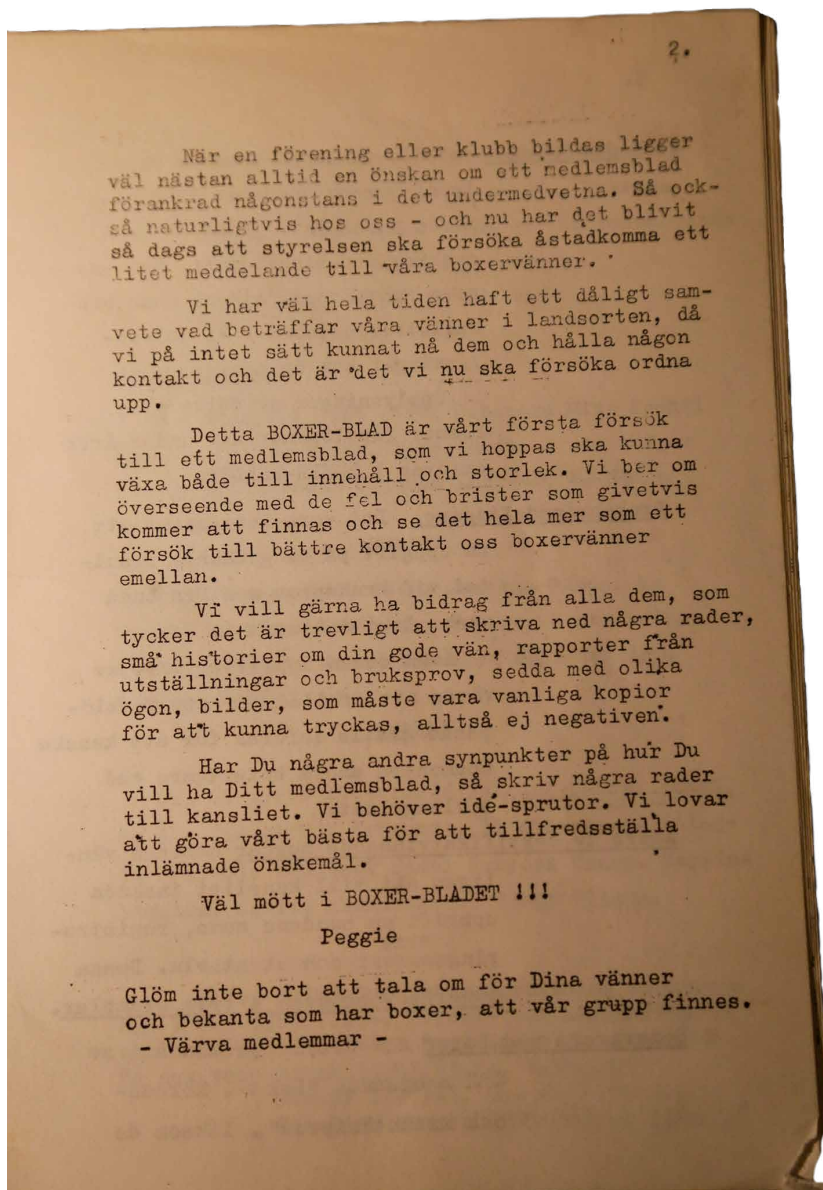 2.
När en förening eller klubb bildas ligger
väl nästan alltid en önskan om ett medlemsblad
förankrad någonstans i det undermedvetna. Så ock-
så naturligtvis hos oss - och nu har det blivit
så dags att styrelsen ska försöka åstadkomma ett
litet meddelande till våra boxervänner.
Vi har väl hela tiden haft ett dåligt sam-
vete vad beträffar våra vänner i landsorten, då
vi på intet sätt kunnat nå dem och hålla någon
kontakt och det är det vi nu ska försöka ordna
upp.
Detta BOXER-BLAD är vårt första försök
till ett medlemsblad, som vi hoppas ska kunna
växa både till innehåll och storlek. Vi ber om
överseende med de fel och brister som givetvis
kommer att finnas och se det hela mer som ett
försök till bättre kontakt oss boxervänner
emellan.
Vi vill gärna ha bidrag från alla dem, som
tycker det är trevligt att skriva ned några rader,
små historier om din gode vän, rapporter från
utställningar och bruksprov, sedda med olika
ögon, bilder, som måste vara vanliga kopior
för att kunna tryckas, alltså ej negativen.
Har Du några andra synpunkter på hur Du
vill ha Ditt medlemsblad, så skriv några rader
till kansliet. Vi behöver idé-sprutor. Vi lovar
att göra vårt bästa för att tillfredsställa
inlämnade önskemål.
Väl mött i BOXER-BLADET !!!
Peggie
Glöm inte bort att tala om för Dina vänner
och bekanta som har boxer, att vår grupp finnes.
- Värva medlemmar -